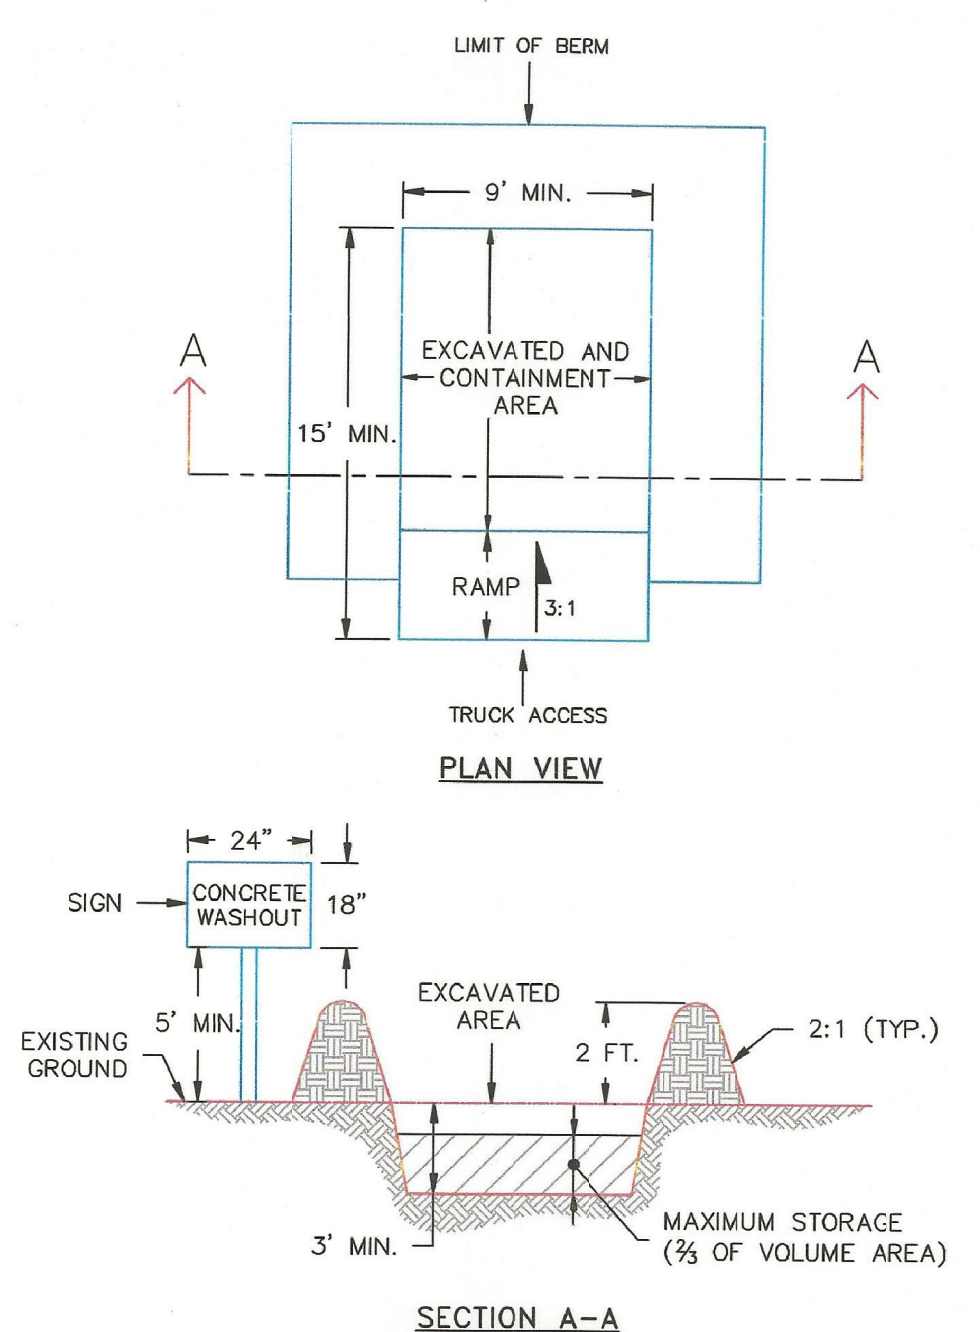 LIMIT OF BERM
9' MIN.
A
A
EXCAVATED AND
CONTAINMENT
AREA
15' MIN.
RAMP
3:1
TRUCK ACCESS
PLAN VIEW
24"
SIGN
CONCRETE
WASHOUT
18"
EXCAVATED
AREA
5' MIN.
2:1 (TYP.)
EXISTING
GROUND
2 FT.
MAXIMUM STORAGE
(⅔ OF VOLUME AREA)
3' MIN.
SECTION A-A